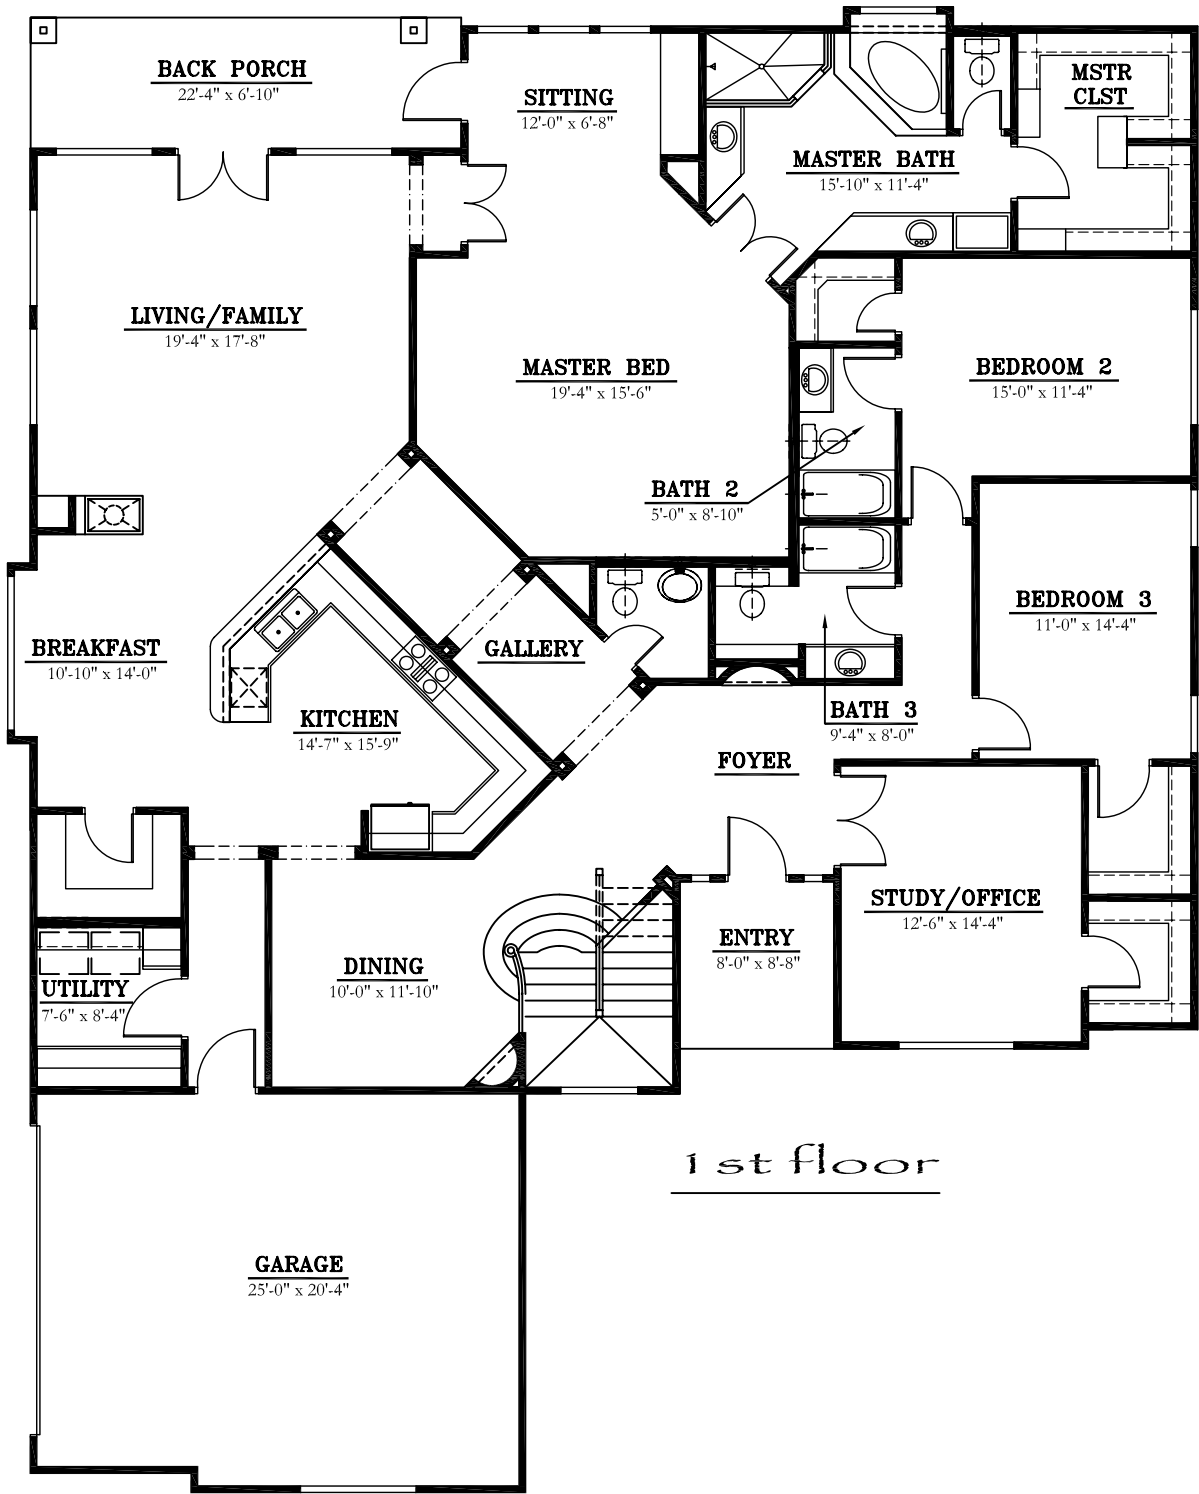 BACK PORCH
22'-4" x 6'-10"
SITTING
12'-0" x 6'-8"
MSTR
CLST
MASTER BATH
15'-10" x 11'-4"
LIVING/FAMILY
19'-4" x 17'-8"
MASTER BED
19'-4" x 15'-6"
BEDROOM 2
15'-0" x 11'-4"
BATH 2
5'-0" x 8'-10"
BEDROOM 3
11'-0" x 14'-4"
BREAKFAST
10'-10" x 14'-0"
GALLERY
KITCHEN
14'-7" x 15'-9"
BATH 3
9'-4" x 8'-0"
FOYER
STUDY/OFFICE
12'-6" x 14'-4"
ENTRY
8'-0" x 8'-8"
DINING
10'-0" x 11'-10"
UTILITY
7'-6" x 8'-4"
1st floor
GARAGE
25'-0" x 20'-4"